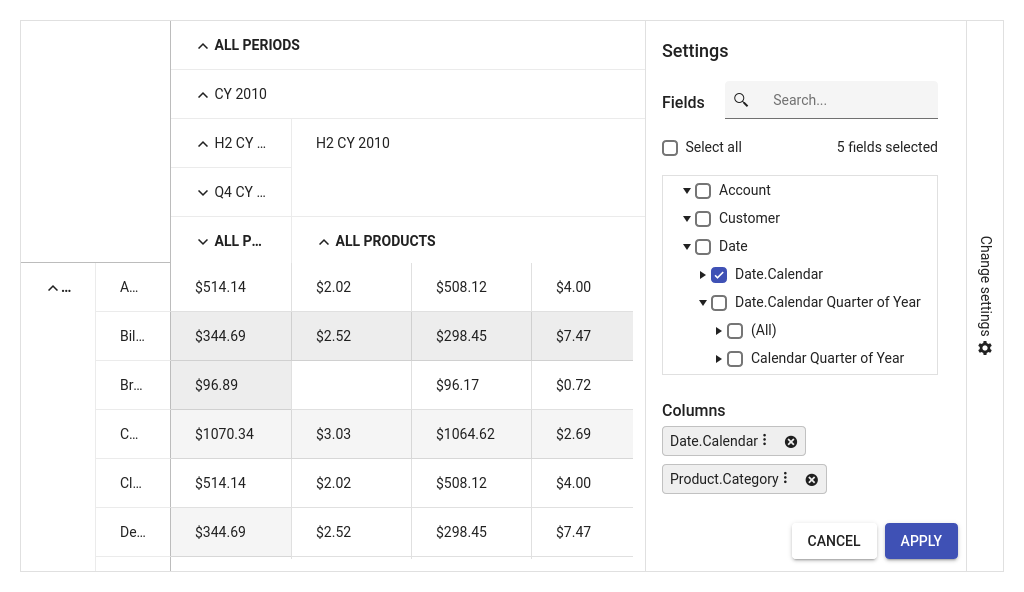 ALL PERIODS
CY 2010
H2 CY ...
H2 CY 2010
Q4 CY ...
ALL P...
ALL PRODUCTS
...
A...
$514.14
$2.02
$508.12
$4.00
Bil...
$344.69
$2.52
$298.45
$7.47
Br...
$96.89
$96.17
$0.72
C...
$1070.34
$3.03
$1064.62
$2.69
Cl...
$514.14
$2.02
$508.12
$4.00
De...
$344.69
$2.52
$298.45
$7.47
Settings
Fields
Search...
Select all
5 fields selected
Account
Customer
Date
Date.Calendar
Date.Calendar Quarter of Year
(All)
Calendar Quarter of Year
Columns
Date.Calendar
Product.Category
CANCEL
APPLY
Change settings